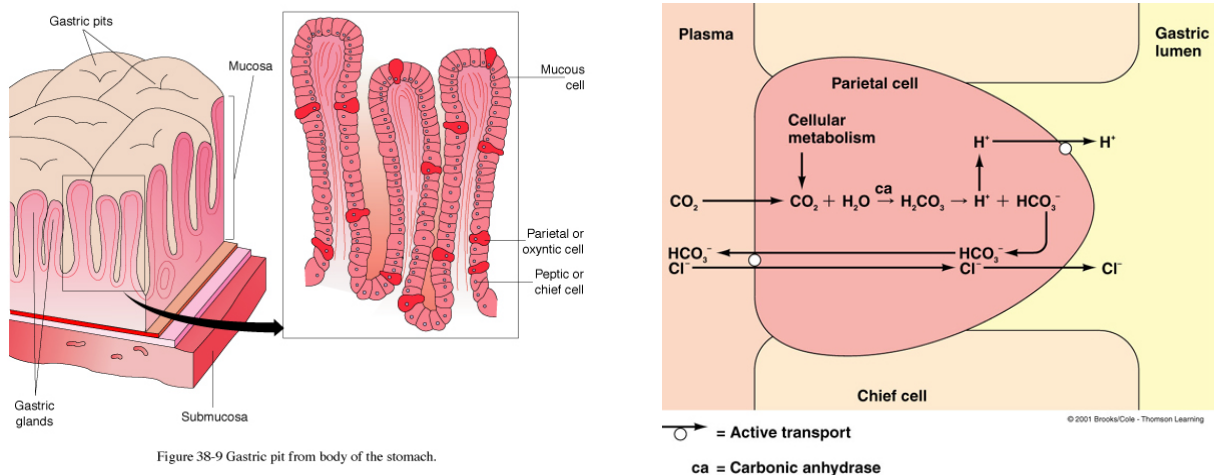 Gastric pits
Mucosa
Mucous
cell
Parietal or
oxyntic cell
Peptic or
chief cell
Gastric
glands
Submucosa
Figure 38-9 Gastric pit from body of the stomach.
Plasma
Gastric
lumen
Parietal cell
Cellular
metabolism
H⁺ H⁺
ca
CO₂ CO₂ + H₂O → H₂CO₃ → H⁺ + HCO₃⁻
HCO₃⁻ HCO₃⁻
Cl⁻ Cl⁻ Cl⁻
Chief cell
© 2001 Brooks/Cole - Thomson Learning
= Active transport
ca = Carbonic anhydrase